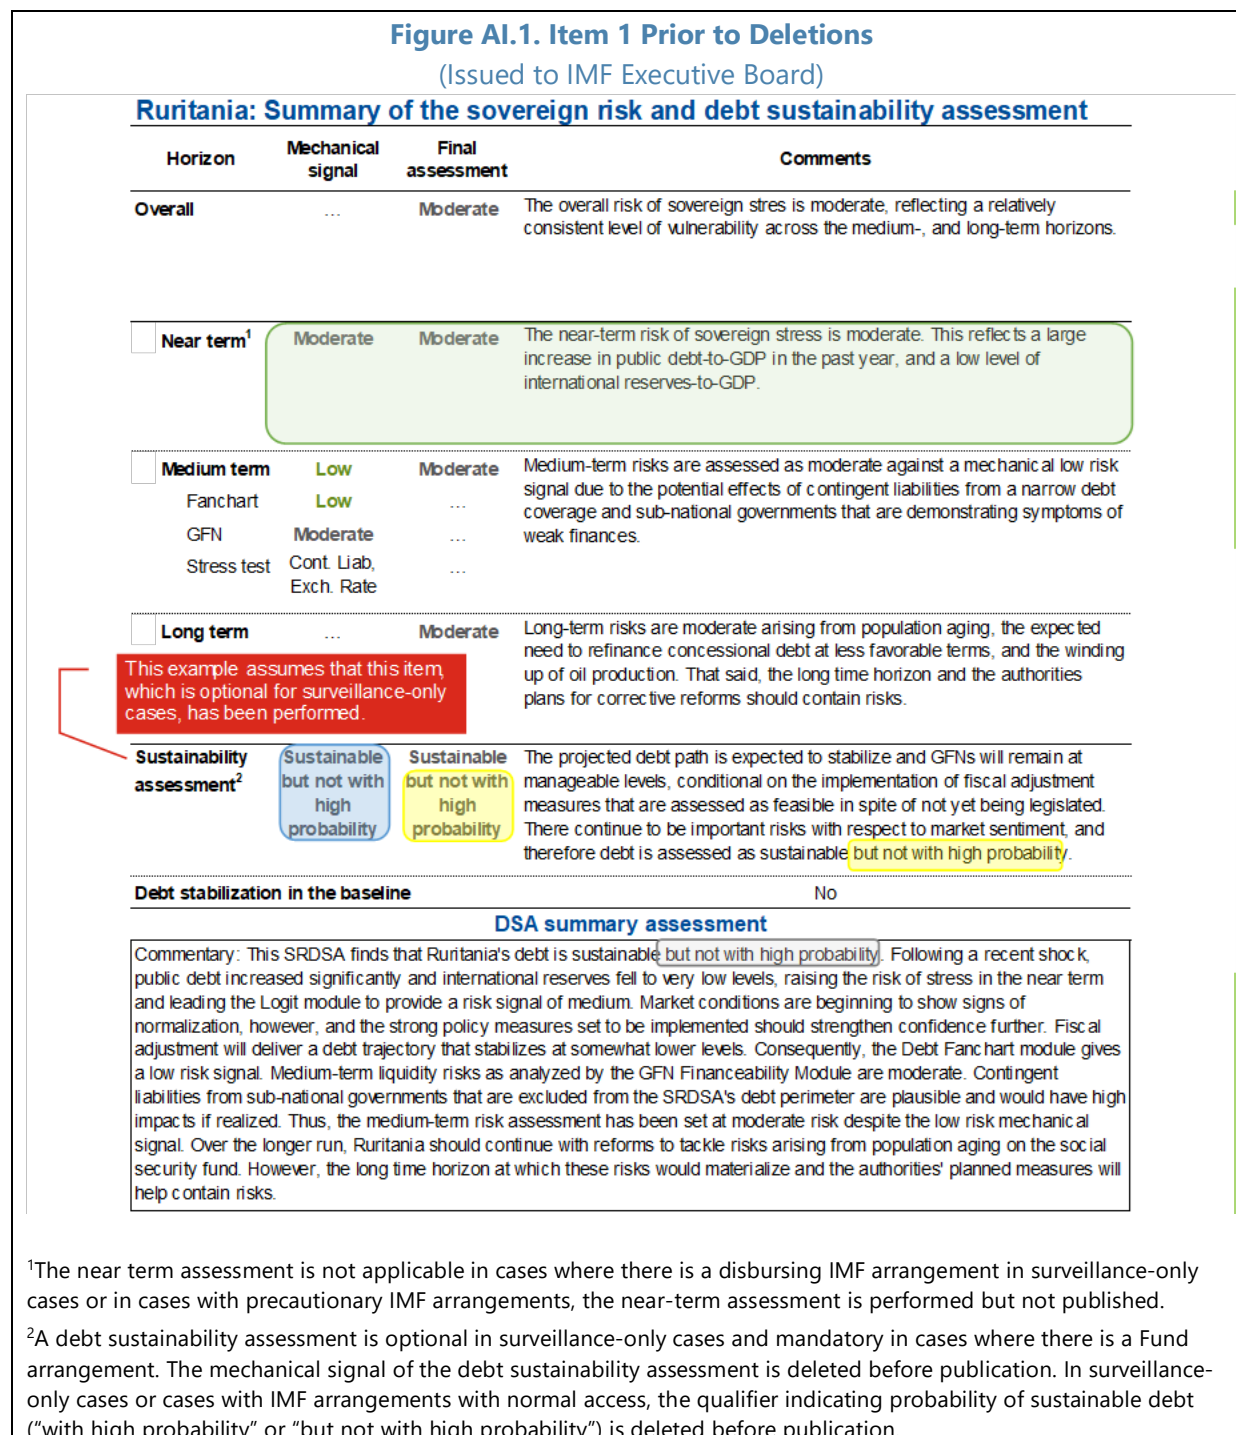 Figure AI.1. Item 1 Prior to Deletions
(Issued to IMF Executive Board)
Ruritania: Summary of the sovereign risk and debt sustainability assessment
Horizon Mechanical signal Final assessment Comments
Overall ... Moderate The overall risk of sovereign stres is moderate, reflecting a relatively
consistent level of vulnerability across the medium-, and long-term horizons.
Near term1 Moderate Moderate The near-term risk of sovereign stress is moderate. This reflects a large
increase in public debt-to-GDP in the past year, and a low level of
international reserves-to-GDP.
Medium term Low Moderate Medium-term risks are assessed as moderate against a mechanical low risk
signal due to the potential effects of contingent liabilities from a narrow debt
Fanchart Low ... coverage and sub-national governments that are demonstrating symptoms of
GFN Moderate ... weak finances.
Stress test Cont. Liab, ...
Exch. Rate
Long term ... Moderate Long-term risks are moderate arising from population aging, the expected
need to refinance concessional debt at less favorable terms, and the winding
up of oil production. That said, the long time horizon and the authorities
plans for corrective reforms should contain risks.
This example assumes that this item,
which is optional for surveillance-only
cases, has been performed.
Sustainability Sustainable Sustainable The projected debt path is expected to stabilize and GFNs will remain at
assessment2 but not with but not with manageable levels, conditional on the implementation of fiscal adjustment
high high measures that are assessed as feasible in spite of not yet being legislated.
probability probability There continue to be important risks with respect to market sentiment, and
therefore debt is assessed as sustainable but not with high probability.
Debt stabilization in the baseline No
DSA summary assessment
Commentary: This SRDSA finds that Ruritania's debt is sustainable but not with high probability. Following a recent shock,
public debt increased significantly and international reserves fell to very low levels, raising the risk of stress in the near term
and leading the Logit module to provide a risk signal of medium. Market conditions are beginning to show signs of
normalization, however, and the strong policy measures set to be implemented should strengthen confidence further. Fiscal
adjustment will deliver a debt trajectory that stabilizes at somewhat lower levels. Consequently, the Debt Fanchart module gives
a low risk signal. Medium-term liquidity risks as analyzed by the GFN Financeability Module are moderate. Contingent
liabilities from sub-national governments that are excluded from the SRDSA's debt perimeter are plausible and would have high
impacts if realized. Thus, the medium-term risk assessment has been set at moderate risk despite the low risk mechanical
signal. Over the longer run, Ruritania should continue with reforms to tackle risks arising from population aging on the social
security fund. However, the long time horizon at which these risks would materialize and the authorities' planned measures will
help contain risks.
1The near term assessment is not applicable in cases where there is a disbursing IMF arrangement in surveillance-only
cases or in cases with precautionary IMF arrangements, the near-term assessment is performed but not published.
2A debt sustainability assessment is optional in surveillance-only cases and mandatory in cases where there is a Fund
arrangement. The mechanical signal of the debt sustainability assessment is deleted before publication. In surveillance-
only cases or cases with IMF arrangements with normal access, the qualifier indicating probability of sustainable debt
("with high probability" or "but not with high probability") is deleted before publication